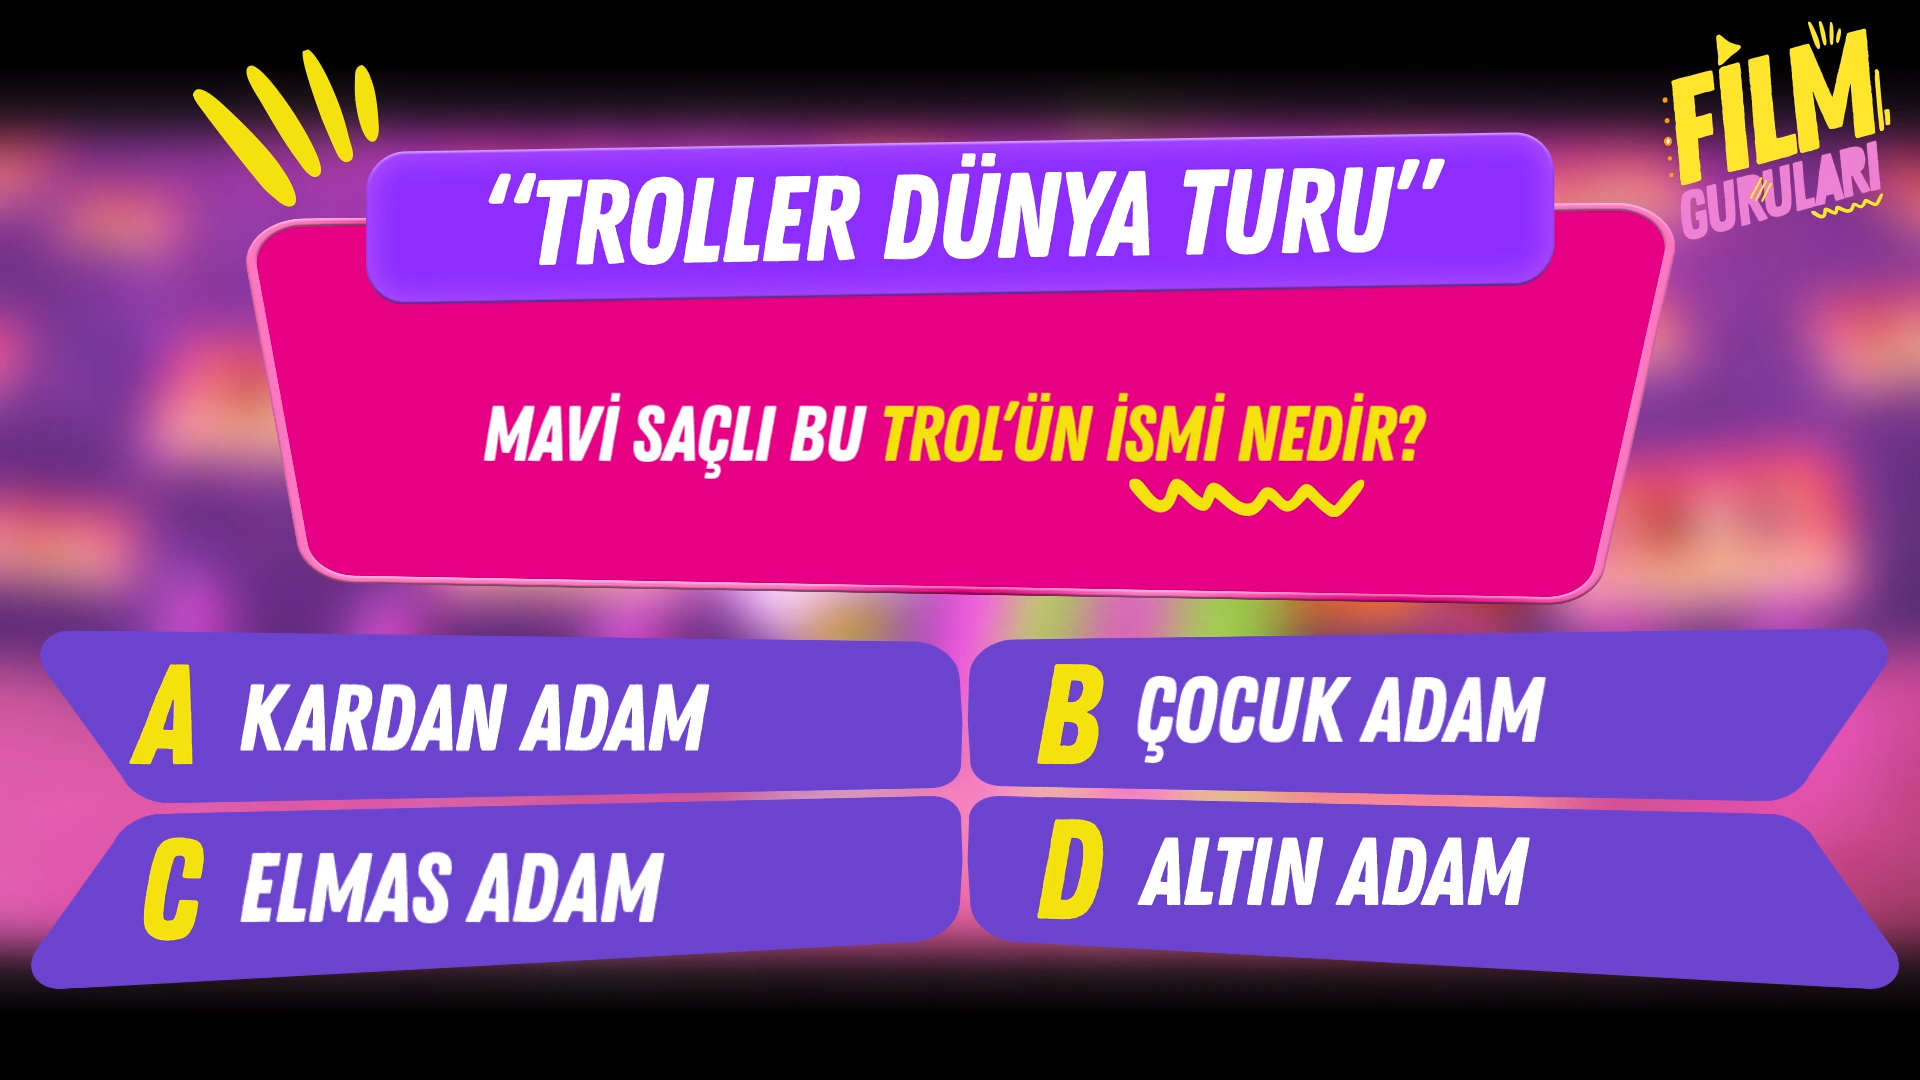 FİLM
GURULARI
"TROLLER DÜNYA TURU"
MAVİ SAÇLI BU TROL'ÜN İSMİ NEDİR?
A KARDAN ADAM
B ÇOCUK ADAM
C ELMAS ADAM
D ALTIN ADAM